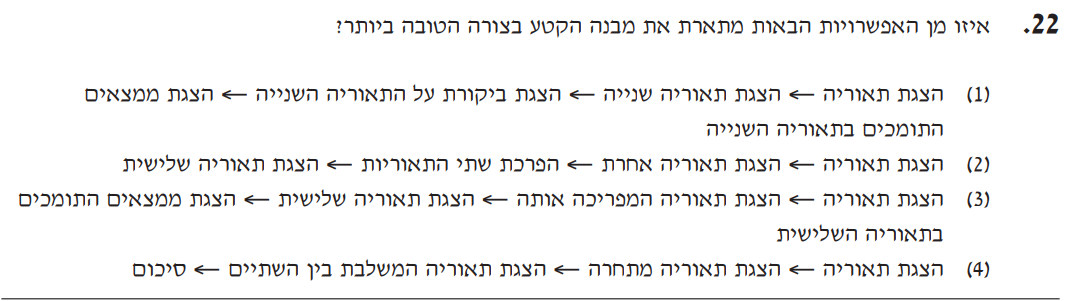 22. איזו מן האפשרויות הבאות מתארת את מבנה הקטע בצורה הטובה ביותר?
(1) הצגת תאוריה ← הצגת תאוריה שנייה ← הצגת ביקורת על התאוריה השנייה ← הצגת ממצאים
התומכים בתאוריה השנייה
(2) הצגת תאוריה ← הצגת תאוריה אחרת ← הפרכת שתי התאוריות ← הצגת תאוריה שלישית
(3) הצגת תאוריה ← הצגת תאוריה המפריכה אותה ← הצגת תאוריה שלישית ← הצגת ממצאים התומכים
בתאוריה השלישית
(4) הצגת תאוריה ← הצגת תאוריה מתחרה ← הצגת תאוריה המשלבת בין השתיים ← סיכום